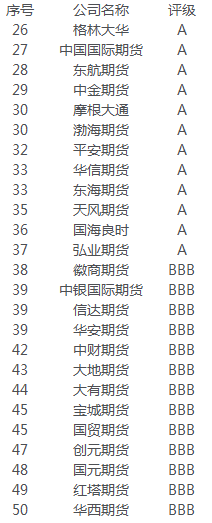 序号 公司名称 评级
26 格林大华 A
27 中国国际期货 A
28 东航期货 A
29 中金期货 A
30 摩根大通 A
30 渤海期货 A
32 平安期货 A
33 华信期货 A
33 东海期货 A
35 天风期货 A
36 国海良时 A
37 弘业期货 A
38 徽商期货 BBB
39 中银国际期货 BBB
39 信达期货 BBB
39 华安期货 BBB
42 中财期货 BBB
43 大地期货 BBB
44 大有期货 BBB
45 宝城期货 BBB
45 国贸期货 BBB
47 创元期货 BBB
48 国元期货 BBB
49 红塔期货 BBB
50 华西期货 BBB